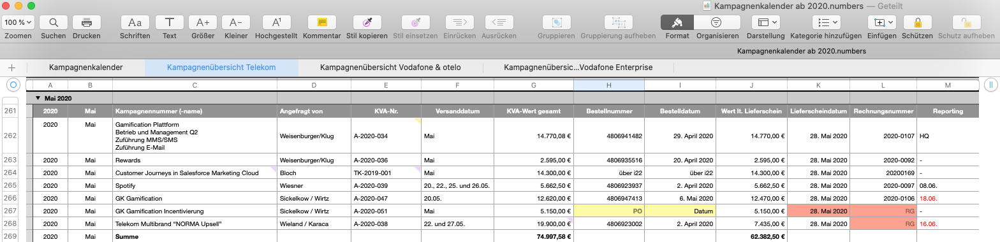 Kampagnenkalender ab 2020.numbers — Geteilt
100 %
Zoomen Suchen Drucken Schriften Text Größer Kleiner Hochgestellt Kommentar Stil kopieren Stil einsetzen Einrücken Ausrücken Gruppieren Gruppierung aufheben Format Organisieren Darstellung Kategorie hinzufügen Einfügen Schützen Schutz aufheben
Kampagnenkalender ab 2020.numbers
Kampagnenkalender Kampagnenübersicht Telekom Kampagnenübersicht Vodafone & otelo Kampagnenübersic...Vodafone Enterprise
A B C D E F G H I J K L M
Mai 2020
261 2020 Mai Kampagnennummer (-name) Angefragt von KVA-Nr. Versanddatum KVA-Wert gesamt Bestellnummer Bestelldatum Wert lt. Lieferschein Lieferscheindatum Rechnungsnummer Reporting
2020 Mai Gamification Plattform
Betrieb und Management Q2
262 Weisenburger/Klug A-2020-034 Mai 14.770,08 € 4806941482 29. April 2020 14.770,00 € 28. Mai 2020 2020-0107 HQ
Zuführung MMS/SMS
Zuführung E-Mail
263 2020 Mai Rewards Weisenburger/Klug A-2020-036 Mai 2.595,00 € 4806935516 20. April 2020 2.595,00 € 28. Mai 2020 2020-0092 -
264 2020 Mai Customer Journeys in Salesforce Marketing Cloud Bloch TK-2019-001 Mai 14.300,00 € über i22 über i22 14.300,00 € 28. Mai 2020 20200169 -
265 2020 Mai Spotify Wiesner A-2020-039 20., 22., 25. und 26.05. 5.662,50 € 4806923937 2. April 2020 5.662,50 € 28. Mai 2020 2020-0097 08.06.
266 2020 Mai GK Gamification Sickelkow / Wirtz A-2020-047 20.05. 12.620,00 € 4806947413 6. Mai 2020 12.470,00 € 28. Mai 2020 2020-0106 18.06.
267 2020 Mai GK Gamification Incentivierung Sickelkow / Wirtz A-2020-051 Mai 5.150,00 € PO Datum 5.150,00 € 28. Mai 2020 RG -
268 2020 Mai Telekom Multibrand “NORMA Upsell” Wieland / Karaca A-2020-038 22. und 27.05. 19.900,00 € 4806923002 2. April 2020 7.435,00 € 28. Mai 2020 RG 16.06.
269 2020 Mai Summe 74.997,58 € 62.382,50 €